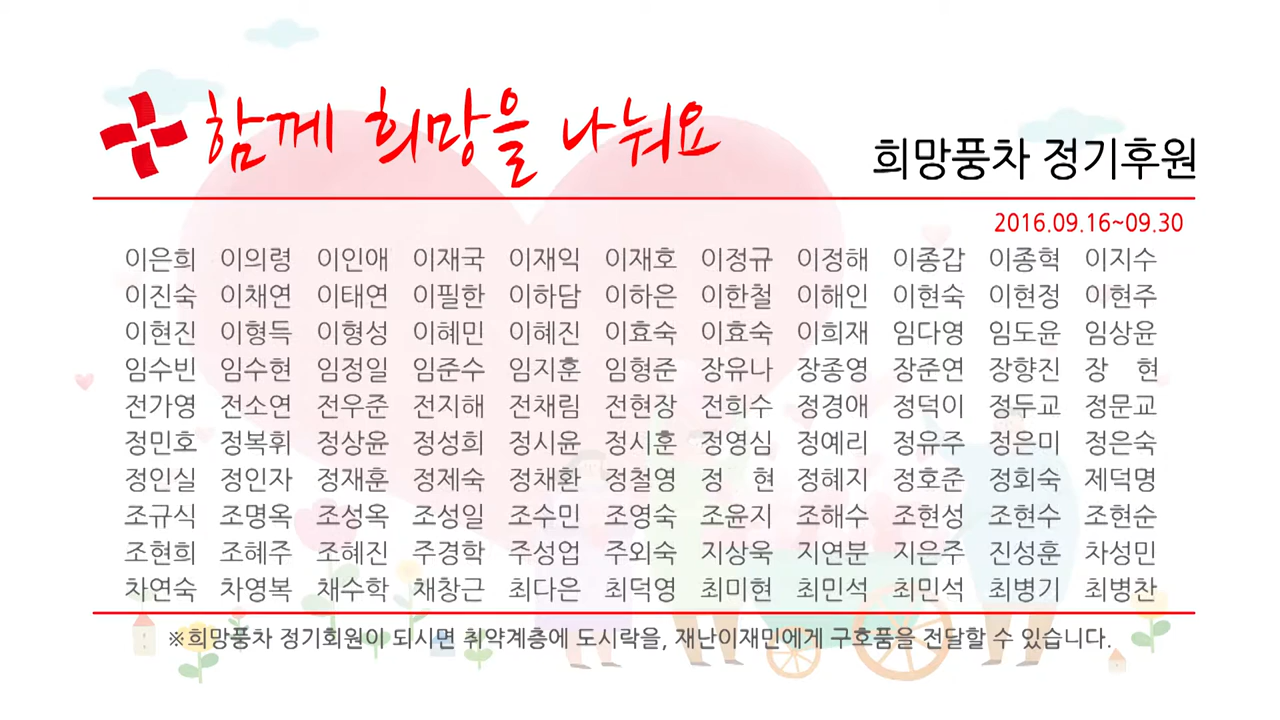 함께 희망을 나눠요
희망풍차 정기후원
2016.09.16~09.30
이은희 이의령 이인애 이재국 이재익 이재호 이정규 이정해 이종갑 이종혁 이지수
이진숙 이채연 이태연 이필한 이하담 이하은 이한철 이해인 이현숙 이현정 이현주
이현진 이형득 이형성 이혜민 이혜진 이효숙 이효숙 이희재 임다영 임도윤 임상윤
임수빈 임수현 임정일 임준수 임지훈 임형준 장유나 장종영 장준연 장향진 장 현
전가영 전소연 전우준 전지해 전채림 전현장 전희수 정경애 정덕이 정두교 정문교
정민호 정복휘 정상윤 정성희 정시윤 정시훈 정영심 정예리 정유주 정은미 정은숙
정인실 정인자 정재훈 정제숙 정채환 정철영 정 현 정혜지 정호준 정회숙 제덕명
조규식 조명옥 조성옥 조성일 조수민 조영숙 조윤지 조해수 조현성 조현수 조현순
조현희 조혜주 조혜진 주경학 주성업 주외숙 지상욱 지연분 지은주 진성훈 차성민
차연숙 차영복 채수학 채창근 최다은 최덕영 최미현 최민석 최민석 최병기 최병찬
※희망풍차 정기회원이 되시면 취약계층에 도시락을, 재난이재민에게 구호품을 전달할 수 있습니다.